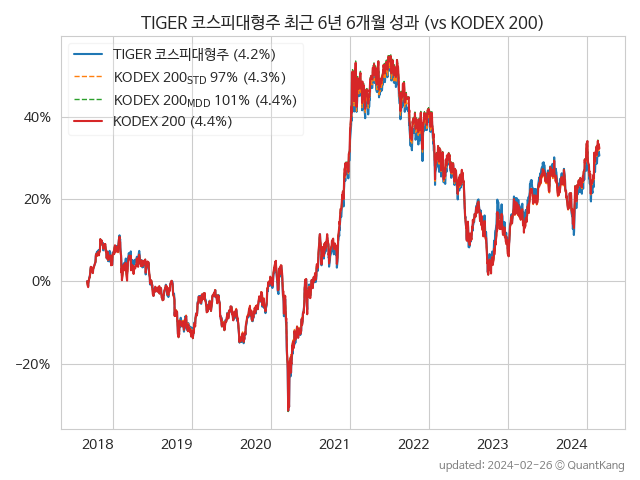 TIGER 코스피대형주 최근 6년 6개월 성과 (vs KODEX 200)
TIGER 코스피대형주 (4.2%)
KODEX 200STD 97% (4.3%)
KODEX 200MDD 101% (4.4%)
KODEX 200 (4.4%)
40%
20%
0%
−20%
2018 2019 2020 2021 2022 2023 2024
updated: 2024-02-26 © QuantKang